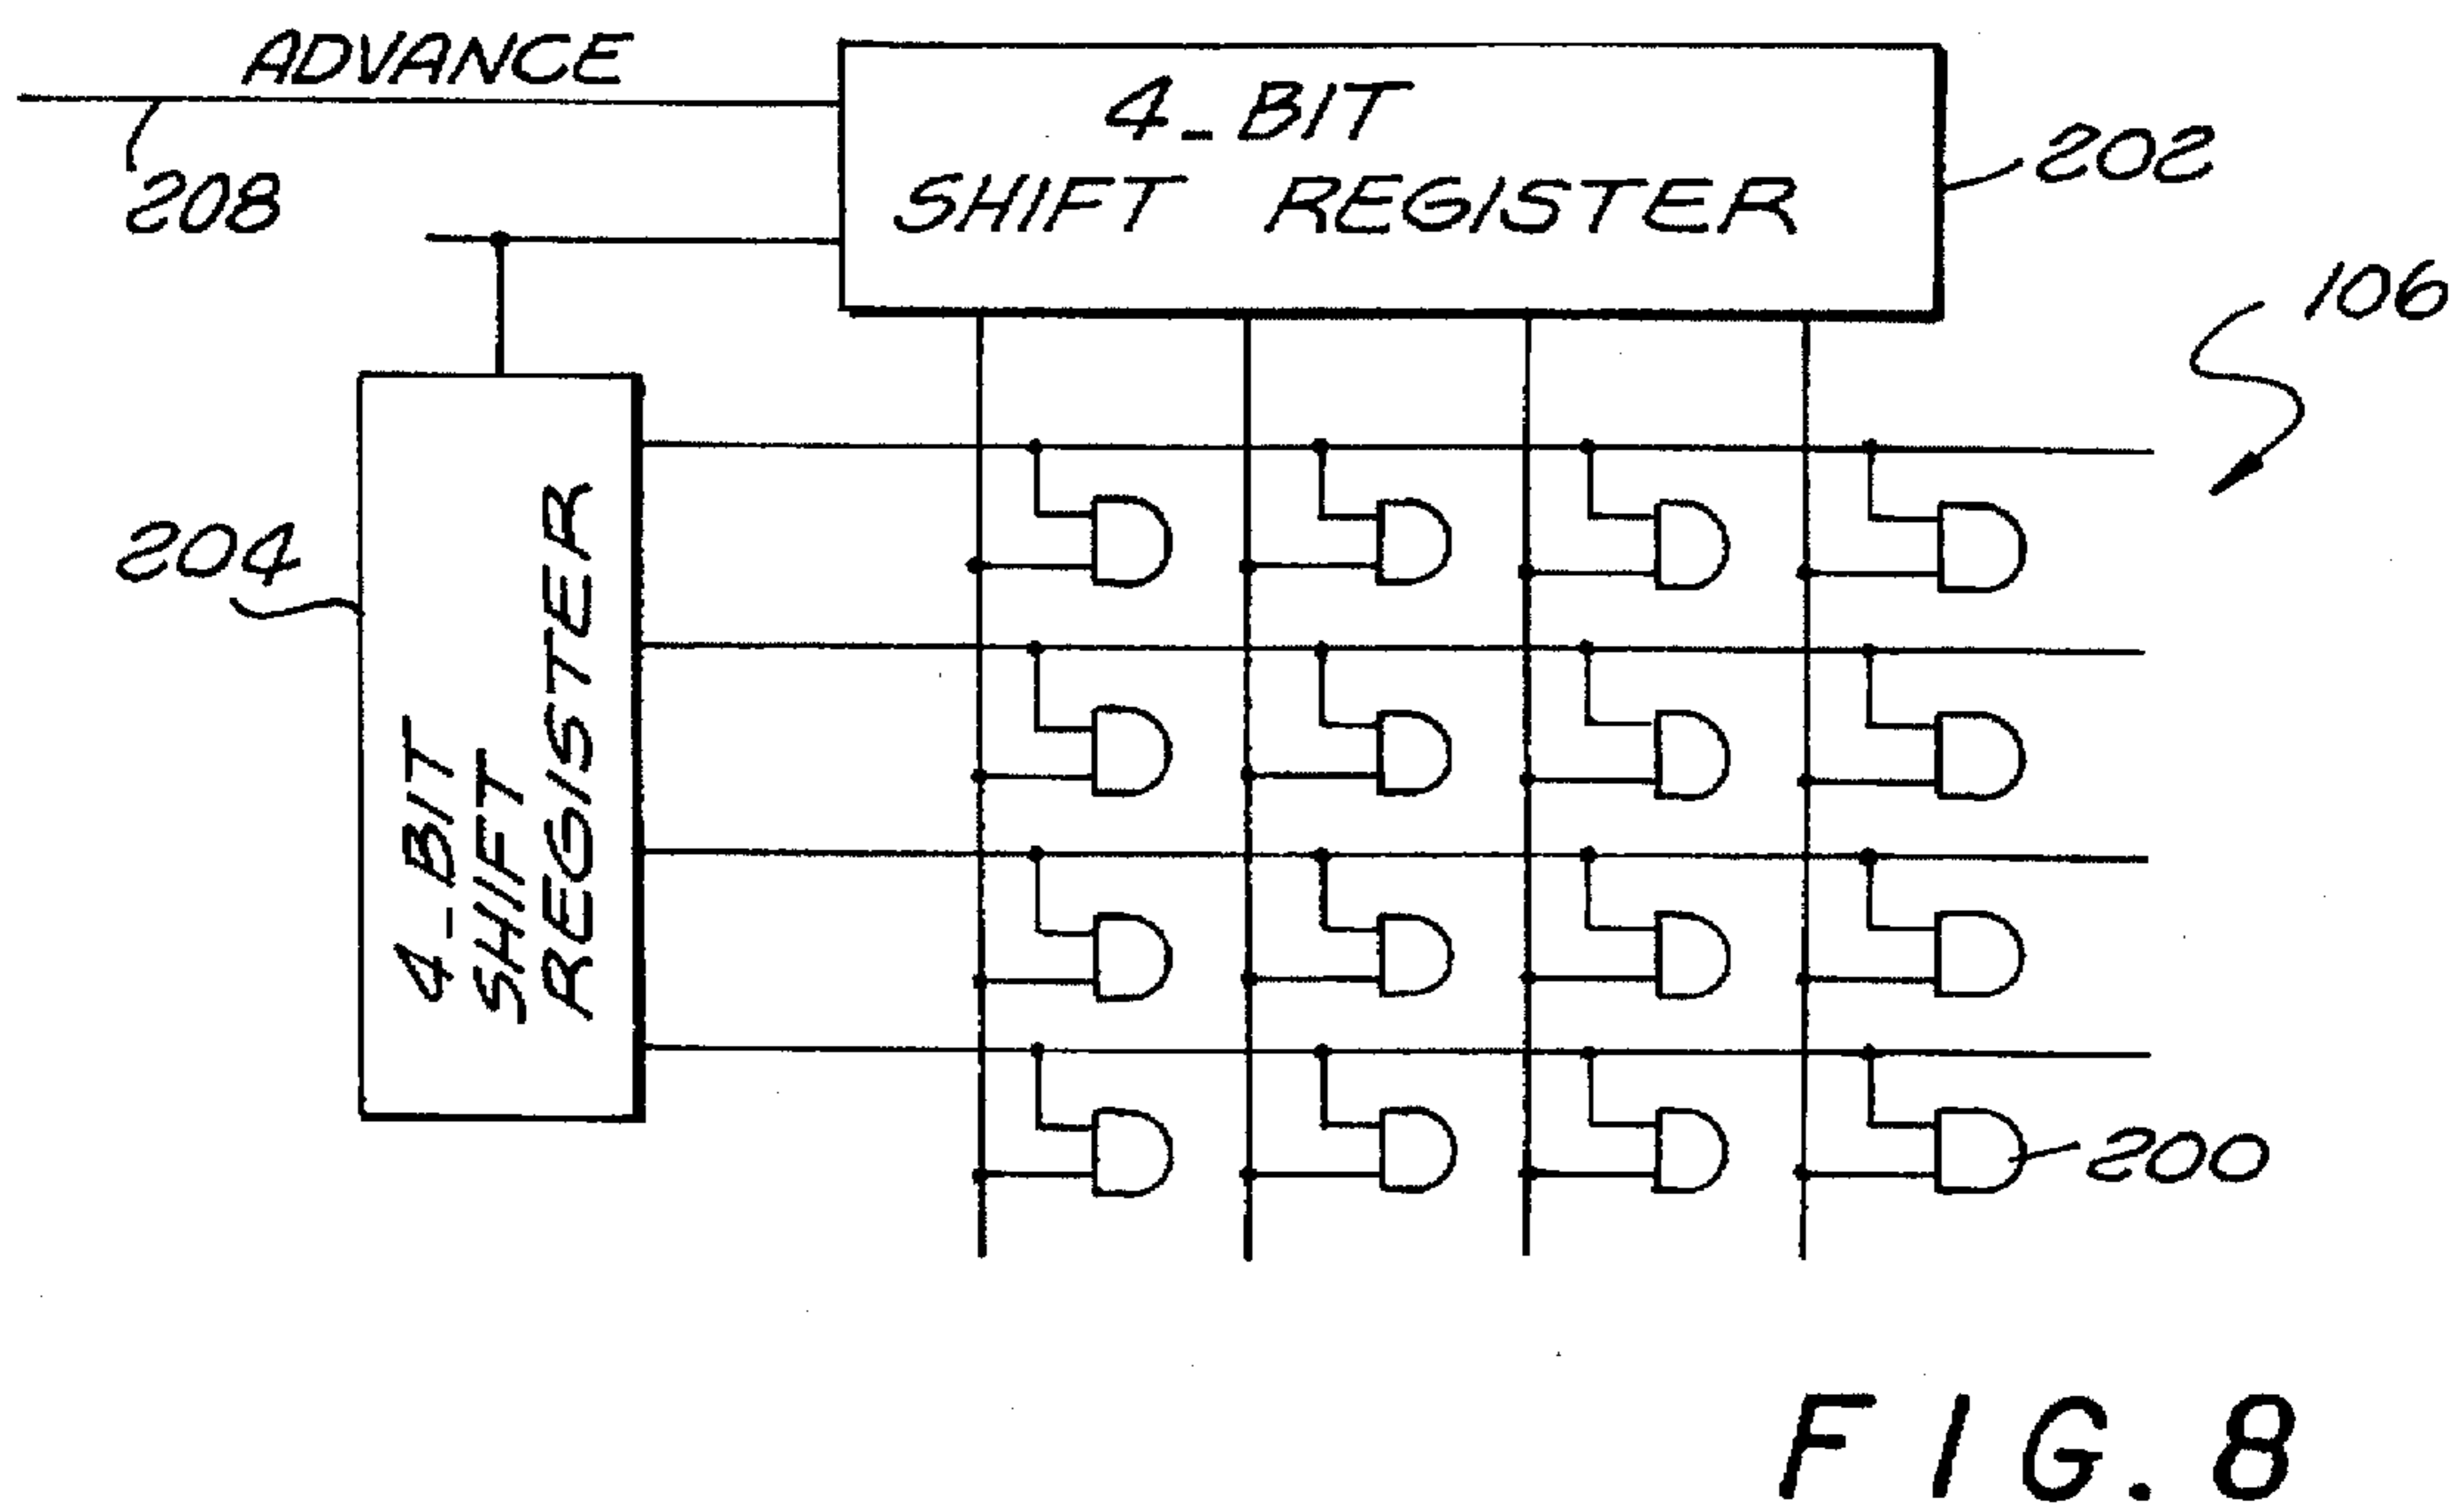 ADVANCE
208
4-BIT
SHIFT REGISTER
202
106
204
4-BIT
SHIFT
REGISTER
200
FIG. 8